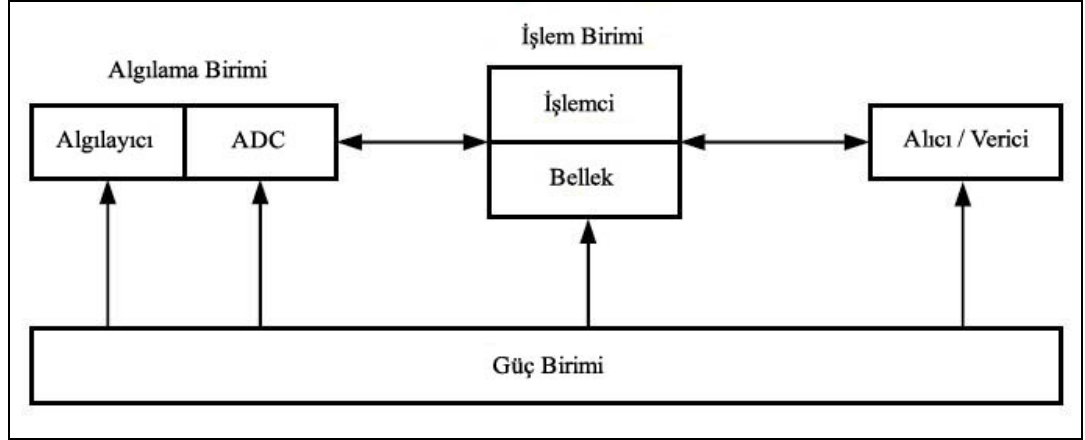 İşlem Birimi
Algılama Birimi
İşlemci
Algılayıcı
ADC
Alıcı / Verici
Bellek
Güç Birimi